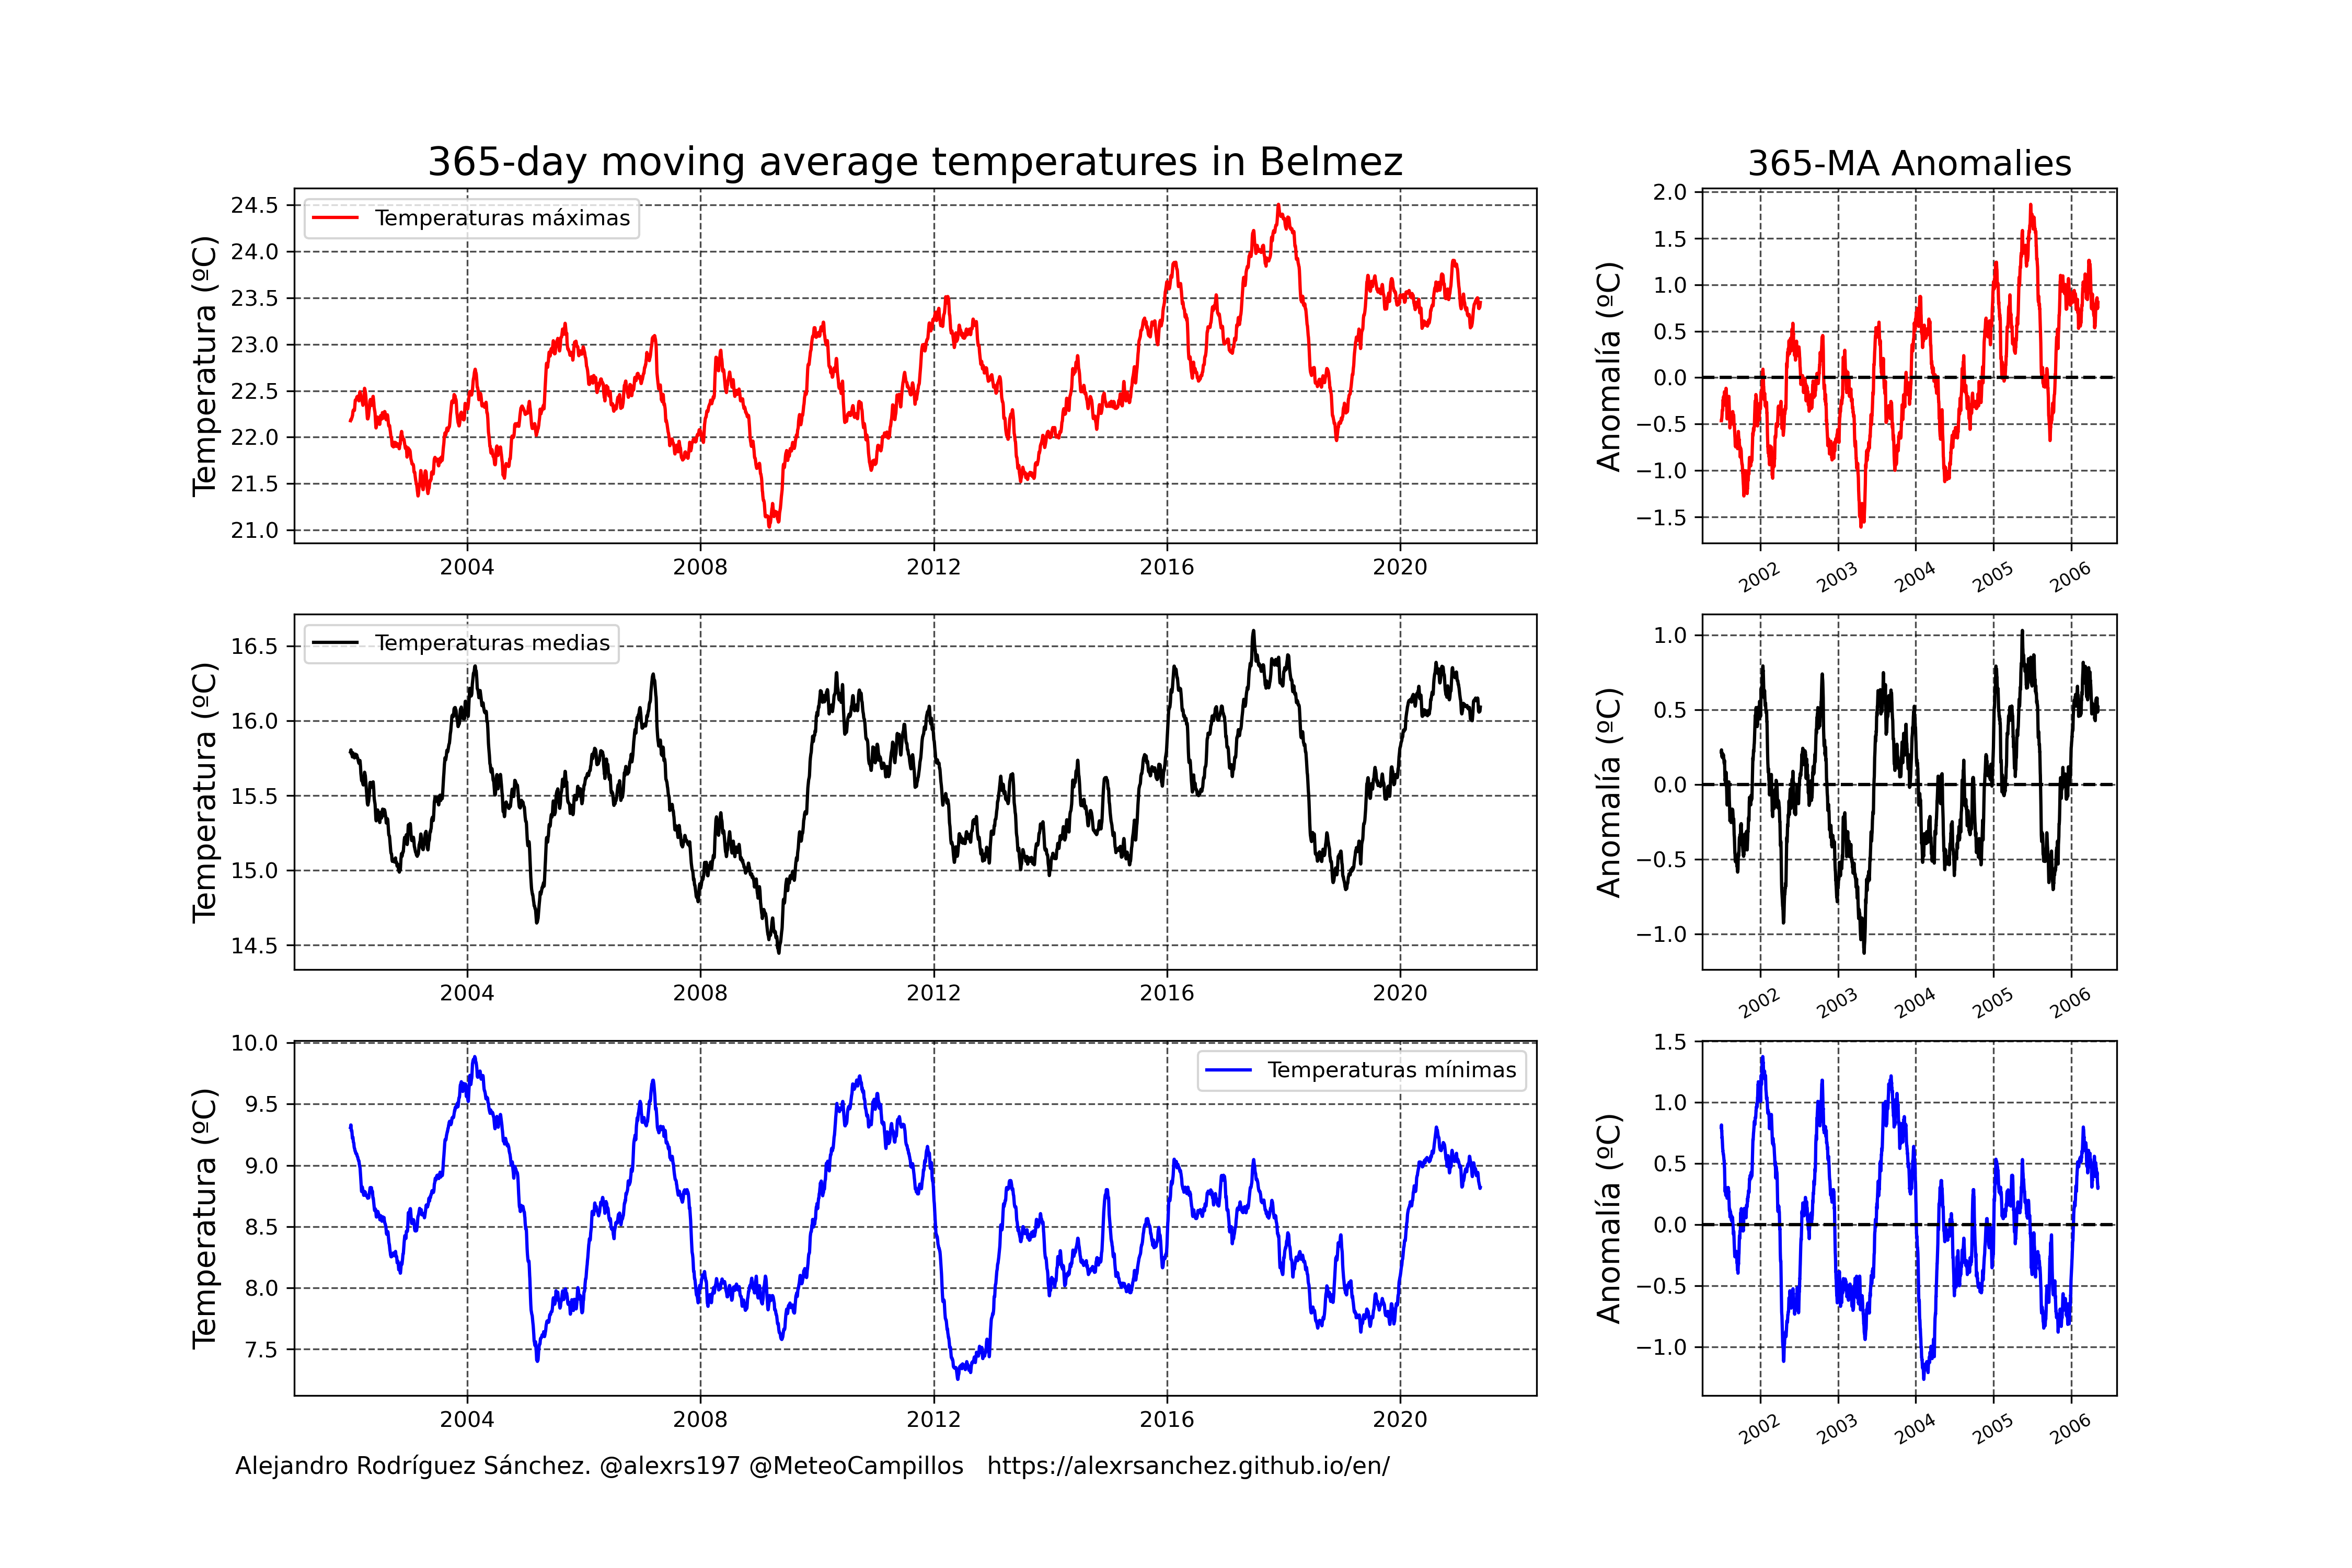 365-day moving average temperatures in Belmez
365-MA Anomalies
Temperatura (ºC)
24.5
24.0
23.5
23.0
22.5
22.0
21.5
21.0
Temperaturas máximas
2004 2008 2012 2016 2020
Anomalía (ºC)
2.0
1.5
1.0
0.5
0.0
−0.5
−1.0
−1.5
2002 2003 2004 2005 2006
Temperatura (ºC)
16.5
16.0
15.5
15.0
14.5
Temperaturas medias
2004 2008 2012 2016 2020
Anomalía (ºC)
1.0
0.5
0.0
−0.5
−1.0
2002 2003 2004 2005 2006
Temperatura (ºC)
10.0
9.5
9.0
8.5
8.0
7.5
Temperaturas mínimas
2004 2008 2012 2016 2020
Anomalía (ºC)
1.5
1.0
0.5
0.0
−0.5
−1.0
2002 2003 2004 2005 2006
Alejandro Rodríguez Sánchez. @alexrs197 @MeteoCampillos https://alexrsanchez.github.io/en/